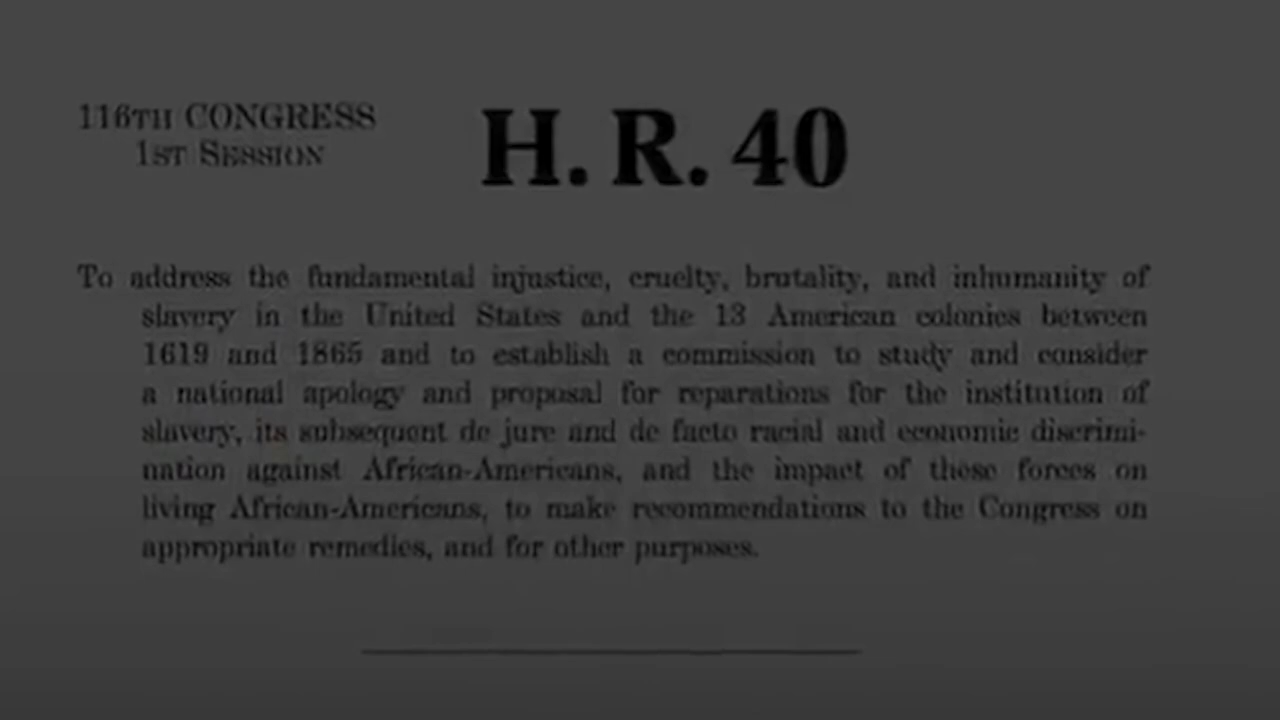 116TH CONGRESS
1ST SESSION
H. R. 40
To address the fundamental injustice, cruelty, brutality, and inhumanity of
slavery in the United States and the 13 American colonies between
1619 and 1865 and to establish a commission to study and consider
a national apology and proposal for reparations for the institution of
slavery, its subsequent de jure and de facto racial and economic discrimi-
nation against African-Americans, and the impact of these forces on
living African-Americans, to make recommendations to the Congress on
appropriate remedies, and for other purposes.